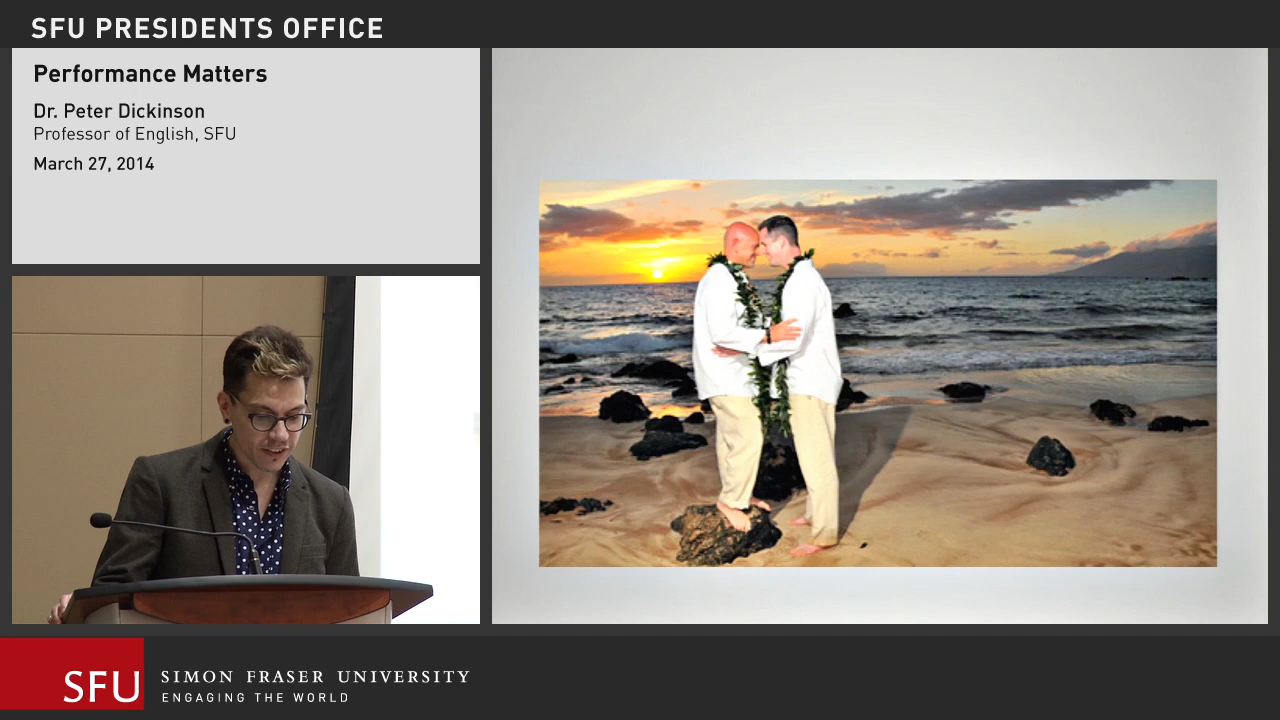 SFU PRESIDENTS OFFICE
Performance Matters
Dr. Peter Dickinson
Professor of English, SFU
March 27, 2014
SFU
SIMON FRASER UNIVERSITY
ENGAGING THE WORLD